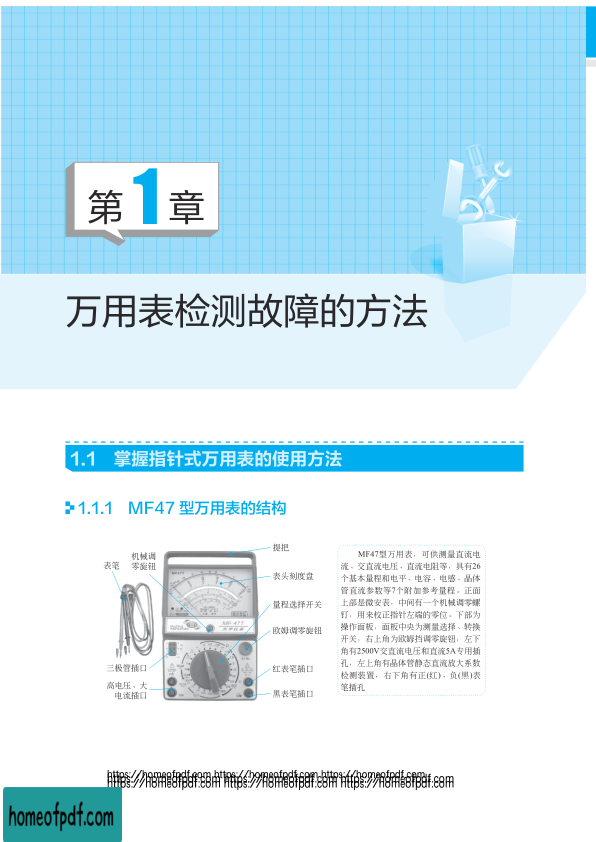 第1章
万用表检测故障的方法
1.1 掌握指针式万用表的使用方法
1.1.1 MF47 型万用表的结构
提把
机械调
零旋钮
表笔
表头刻度盘
量程选择开关
欧姆调零旋钮
三极管插口
红表笔插口
高电压、大
电流插口
黑表笔插口
MF-47T
MF47型万用表，可供测量直流电
流、交直流电压、直流电阻等，具有26
个基本量程和电平、电容、电感、晶体
管直流参数等7个附加参考量程。正面
上部是微安表，中间有一个机械调零螺
钉，用来校正指针左端的零位。下部为
操作面板，面板中央为测量选择、转换
开关，右上角为欧姆挡调零旋钮，左下
角有2500V交直流电压和直流5A专用插
孔，左上角有晶体管静态直流放大系数
检测装置，右下角有正(红)、负(黑)表
笔插孔
https://homeofpdf.com https://homeofpdf.com https://homeofpdf.com
https://homeofpdf.com https://homeofpdf.com https://homeofpdf.com
homeofpdf.com